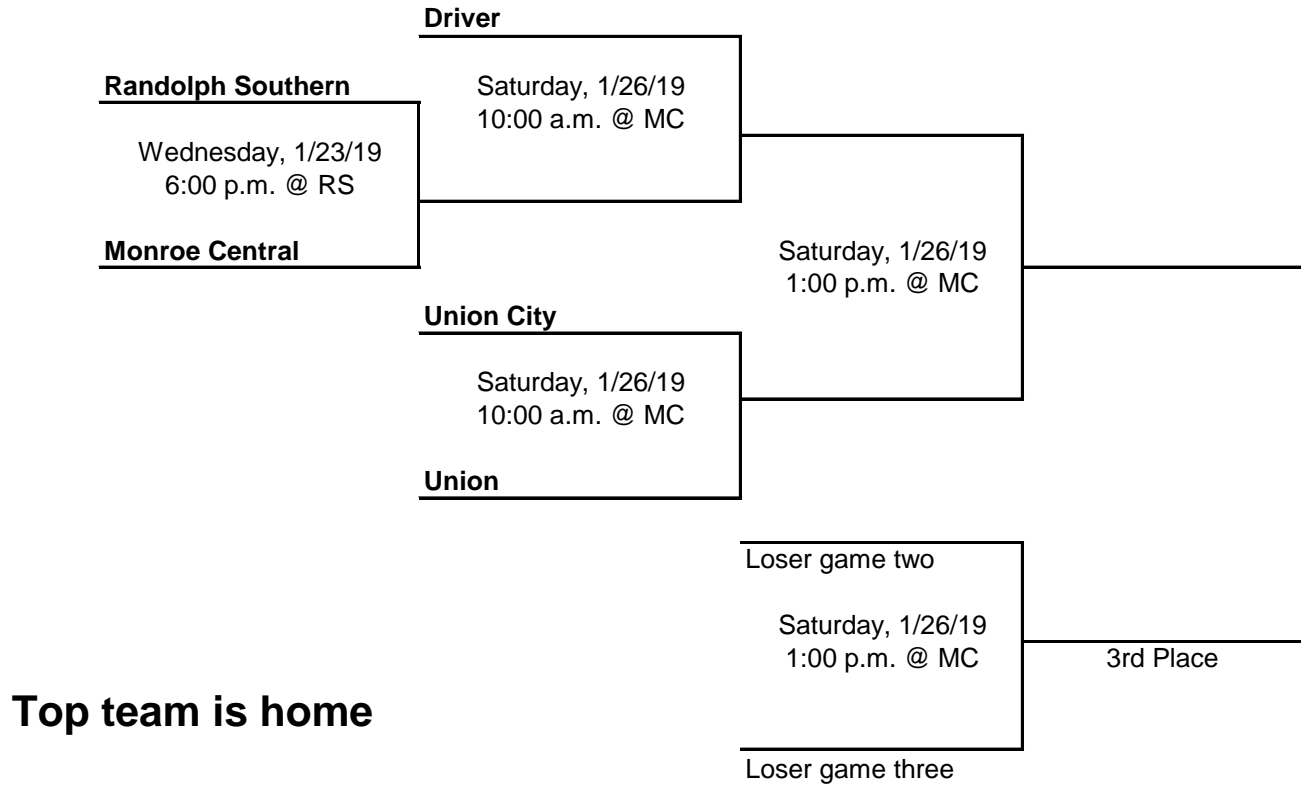 Driver
Randolph Southern
Saturday, 1/26/19
10:00 a.m. @ MC
Wednesday, 1/23/19
6:00 p.m. @ RS
Monroe Central
Saturday, 1/26/19
1:00 p.m. @ MC
Union City
Saturday, 1/26/19
10:00 a.m. @ MC
Union
Loser game two
Saturday, 1/26/19
1:00 p.m. @ MC
3rd Place
Top team is home
Loser game three